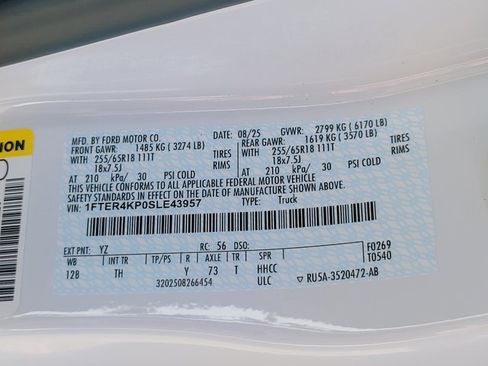 NION
MFD. BY FORD MOTOR CO. 08/25 GVWR: 2799 KG ( 6170 LB)
FRONT GAWR: 1485 KG ( 3274 LB) REAR GAWR: 1619 KG ( 3570 LB)
WITH 255/65R18 111T TIRES WITH 255/65R18 111T TIRES
18x7.5J RIMS 18x7.5J RIMS
AT 210 kPa/ 30 PSI COLD AT 210 kPa/ 30 PSI COLD
THIS VEHICLE CONFORMS TO ALL APPLICABLE FEDERAL MOTOR VEHICLE
SAFETY STANDARDS IN EFFECT ON THE DATE OF MANUFACTURE SHOWN ABOVE.
VIN: 1FTER4KP0SLE43957 TYPE: Truck
EXT PNT: YZ RC: 56 DSO: F0269
WB TP/PS R AXLE TR SPR T0540
128 TH Y 73 T HHCC
3202508266454 ULC ▽ RU5A-3520472-AB